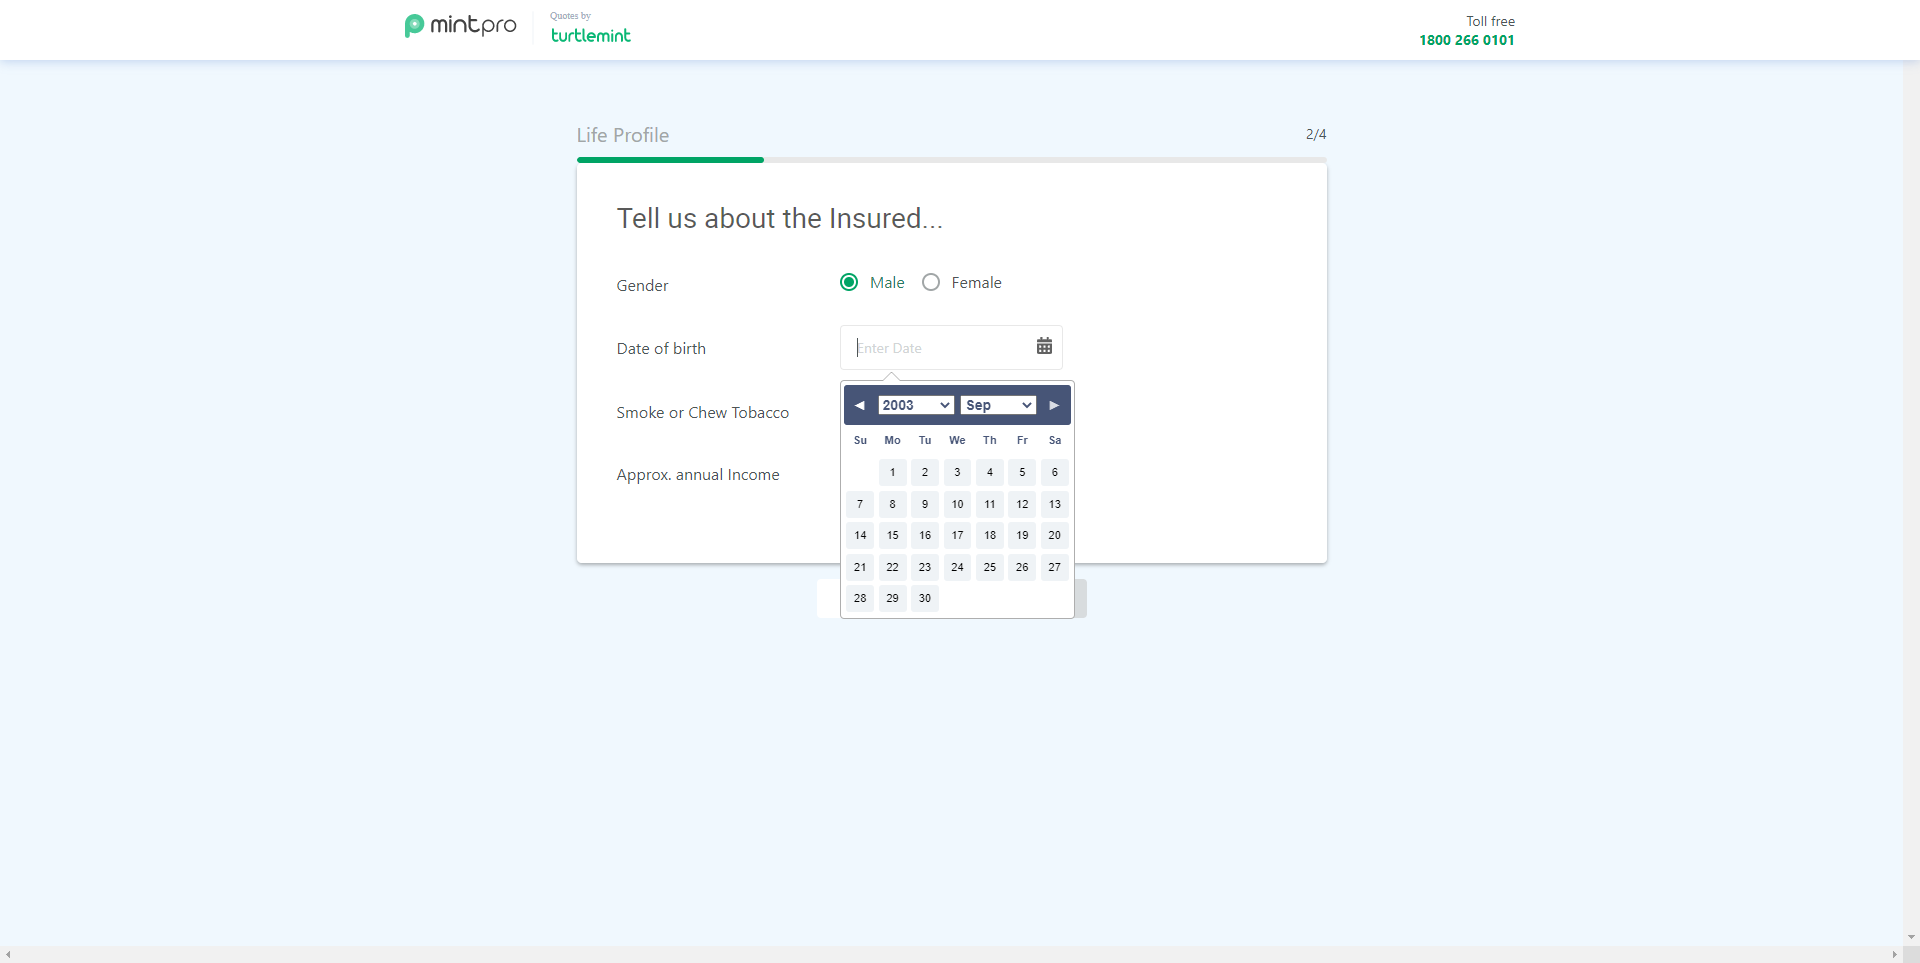 mintpro
Quotes by
turtlemint
Toll free
1800 266 0101
Life Profile
2/4
Tell us about the Insured...
Gender
Male
Female
Date of birth
Enter Date
2003
Sep
Su Mo Tu We Th Fr Sa
1 2 3 4 5 6
7 8 9 10 11 12 13
14 15 16 17 18 19 20
21 22 23 24 25 26 27
28 29 30
Smoke or Chew Tobacco
Approx. annual Income